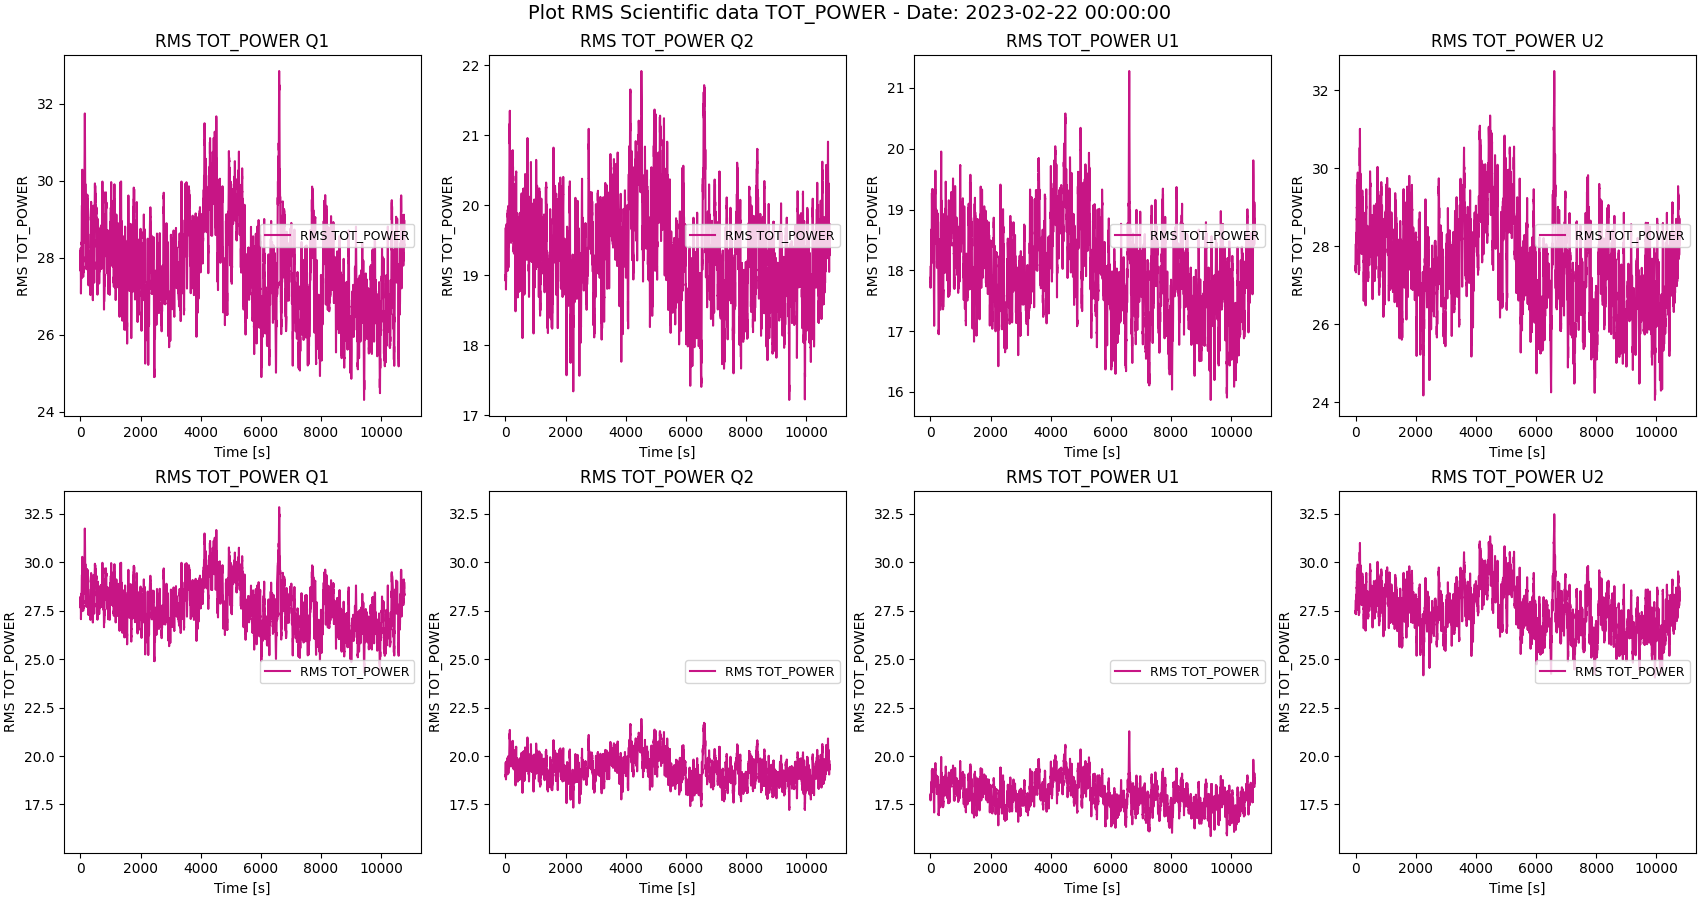 Plot RMS Scientific data TOT_POWER - Date: 2023-02-22 00:00:00
RMS TOT_POWER Q1
RMS TOT_POWER
32
30
28
26
24
RMS TOT_POWER
0 2000 4000 6000 8000 10000
Time [s]
RMS TOT_POWER Q2
RMS TOT_POWER
22
21
20
19
18
17
RMS TOT_POWER
0 2000 4000 6000 8000 10000
Time [s]
RMS TOT_POWER U1
RMS TOT_POWER
21
20
19
18
17
16
RMS TOT_POWER
0 2000 4000 6000 8000 10000
Time [s]
RMS TOT_POWER U2
RMS TOT_POWER
32
30
28
26
24
RMS TOT_POWER
0 2000 4000 6000 8000 10000
Time [s]
RMS TOT_POWER Q1
RMS TOT_POWER
32.5
30.0
27.5
25.0
22.5
20.0
17.5
RMS TOT_POWER
0 2000 4000 6000 8000 10000
Time [s]
RMS TOT_POWER Q2
RMS TOT_POWER
32.5
30.0
27.5
25.0
22.5
20.0
17.5
RMS TOT_POWER
0 2000 4000 6000 8000 10000
Time [s]
RMS TOT_POWER U1
RMS TOT_POWER
32.5
30.0
27.5
25.0
22.5
20.0
17.5
RMS TOT_POWER
0 2000 4000 6000 8000 10000
Time [s]
RMS TOT_POWER U2
RMS TOT_POWER
32.5
30.0
27.5
25.0
22.5
20.0
17.5
RMS TOT_POWER
0 2000 4000 6000 8000 10000
Time [s]